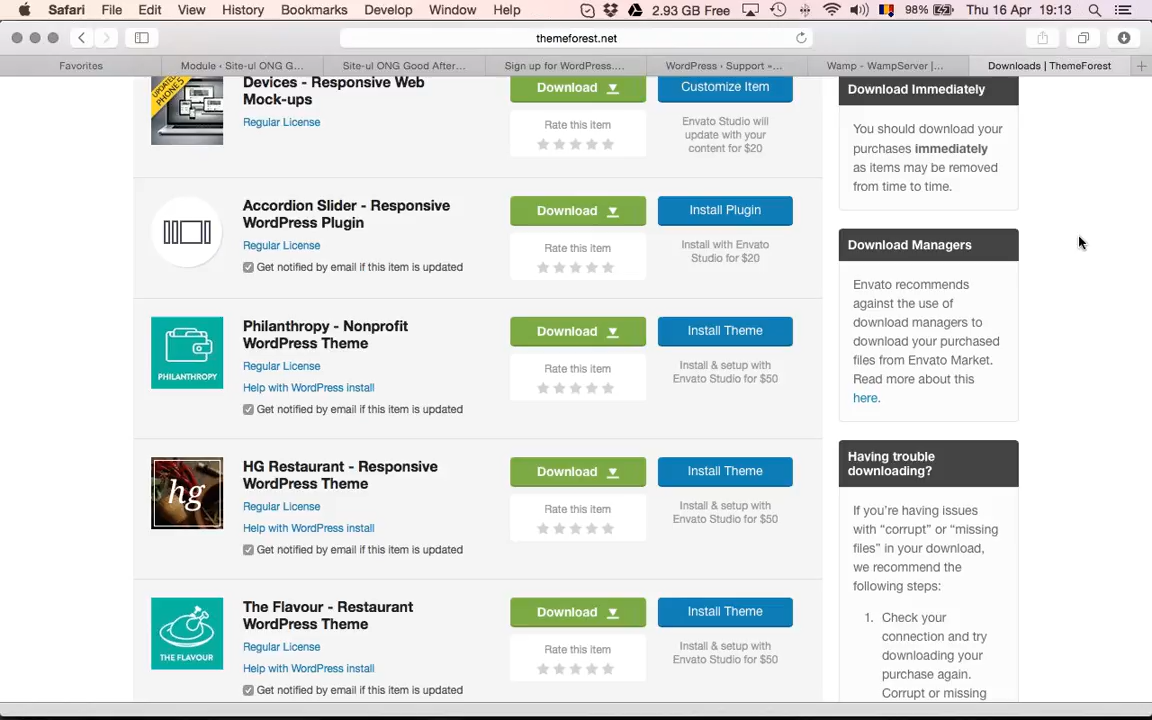 Safari File Edit View History Bookmarks Develop Window Help 2.93 GB Free 98% Thu 16 Apr 19:13
themeforest.net
Favorites Module ‹ Site-ul ONG G... Site-ul ONG Good After... Sign up for WordPress.... WordPress › Support «... Wamp - WampServer |... Downloads | ThemeForest
UPDATED
PHONES
Devices - Responsive Web
Mock-ups
Regular License
Download
Rate this item
Customize Item
Envato Studio will
update with your
content for $20
Accordion Slider - Responsive
WordPress Plugin
Regular License
Get notified by email if this item is updated
Download
Rate this item
Install Plugin
Install with Envato
Studio for $20
PHILANTHROPY
Philanthropy - Nonprofit
WordPress Theme
Regular License
Help with WordPress install
Get notified by email if this item is updated
Download
Rate this item
Install Theme
Install & setup with
Envato Studio for $50
hg
HG Restaurant - Responsive
WordPress Theme
Regular License
Help with WordPress install
Get notified by email if this item is updated
Download
Rate this item
Install Theme
Install & setup with
Envato Studio for $50
THE FLAVOUR
The Flavour - Restaurant
WordPress Theme
Regular License
Help with WordPress install
Get notified by email if this item is updated
Download
Rate this item
Install Theme
Install & setup with
Envato Studio for $50
Download Immediately
You should download your
purchases immediately
as items may be removed
from time to time.
Download Managers
Envato recommends
against the use of
download managers to
download your purchased
files from Envato Market.
Read more about this
here.
Having trouble
downloading?
If you're having issues
with “corrupt” or “missing
files” in your download,
we recommend the
following steps:
1. Check your
connection and try
downloading your
purchase again.
Corrupt or missing